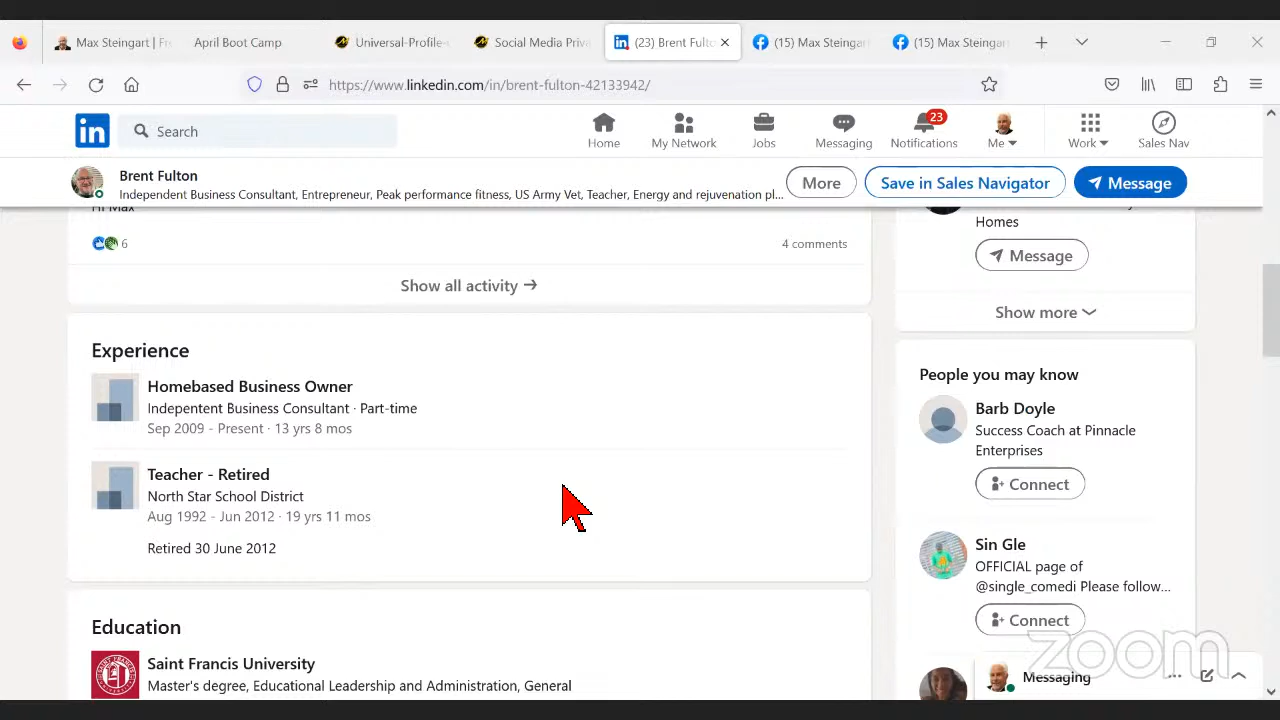 Max Steingart | Fr
April Boot Camp
Universal-Profile-
Social Media Priva
(23) Brent Fulto
(15) Max Steingar
(15) Max Steingar
https://www.linkedin.com/in/brent-fulton-42133942/
in
Search
Home
My Network
Jobs
Messaging
23
Notifications
Me
Work
Sales Nav
Brent Fulton
Independent Business Consultant, Entrepreneur, Peak performance fitness, US Army Vet, Teacher, Energy and rejuvenation pl...
More
Save in Sales Navigator
Message
Hi Max
6
4 comments
Show all activity →
Experience
Homebased Business Owner
Indepentent Business Consultant · Part-time
Sep 2009 - Present · 13 yrs 8 mos
Teacher - Retired
North Star School District
Aug 1992 - Jun 2012 · 19 yrs 11 mos
Retired 30 June 2012
Education
Saint Francis University
Master's degree, Educational Leadership and Administration, General
Homes
Message
Show more
People you may know
Barb Doyle
Success Coach at Pinnacle
Enterprises
Connect
Sin Gle
OFFICIAL page of
@single_comedi Please follow...
Connect
zoom
Messaging